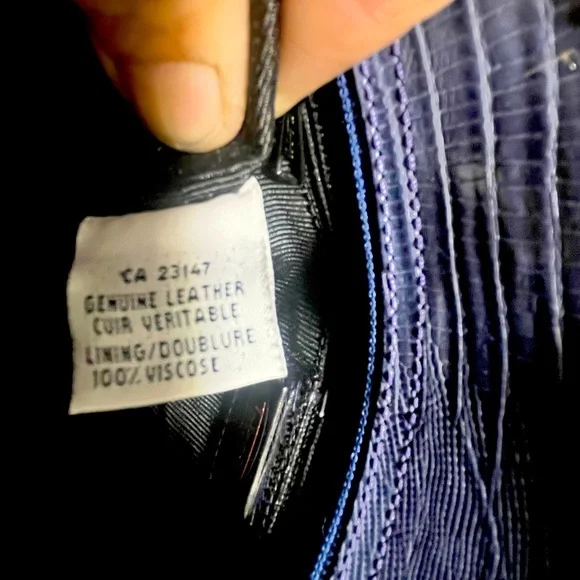 CA 23147
GENUINE LEATHER
CUIR VERITABLE
LINING/DOUBLURE
100% VISCOSE